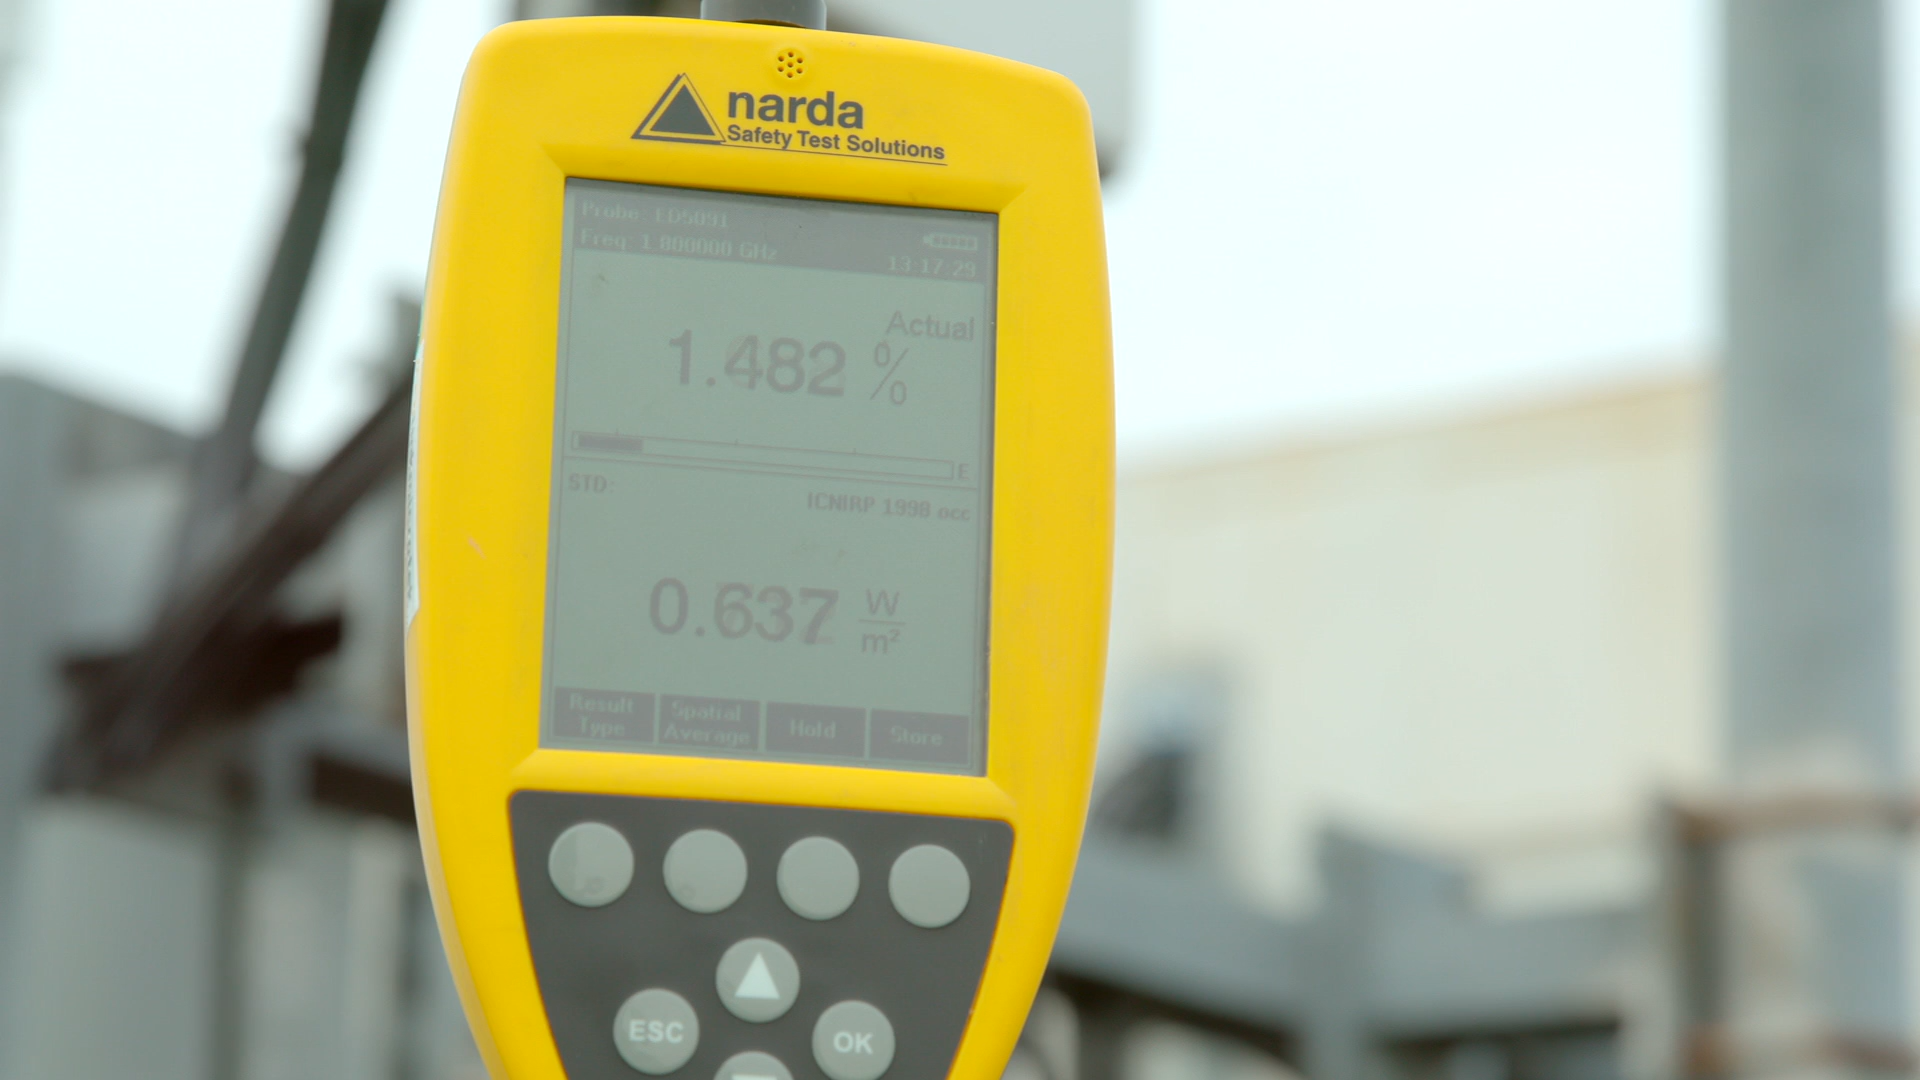 narda
Safety Test Solutions
Probe: ED5091
Freq: 1.800000 GHz
13:17:29
Actual
1.482 %
E
STD:
ICNIRP 1998 occ
0.637 W/m²
Result Type
Spatial Average
Hold
Store
ESC
OK